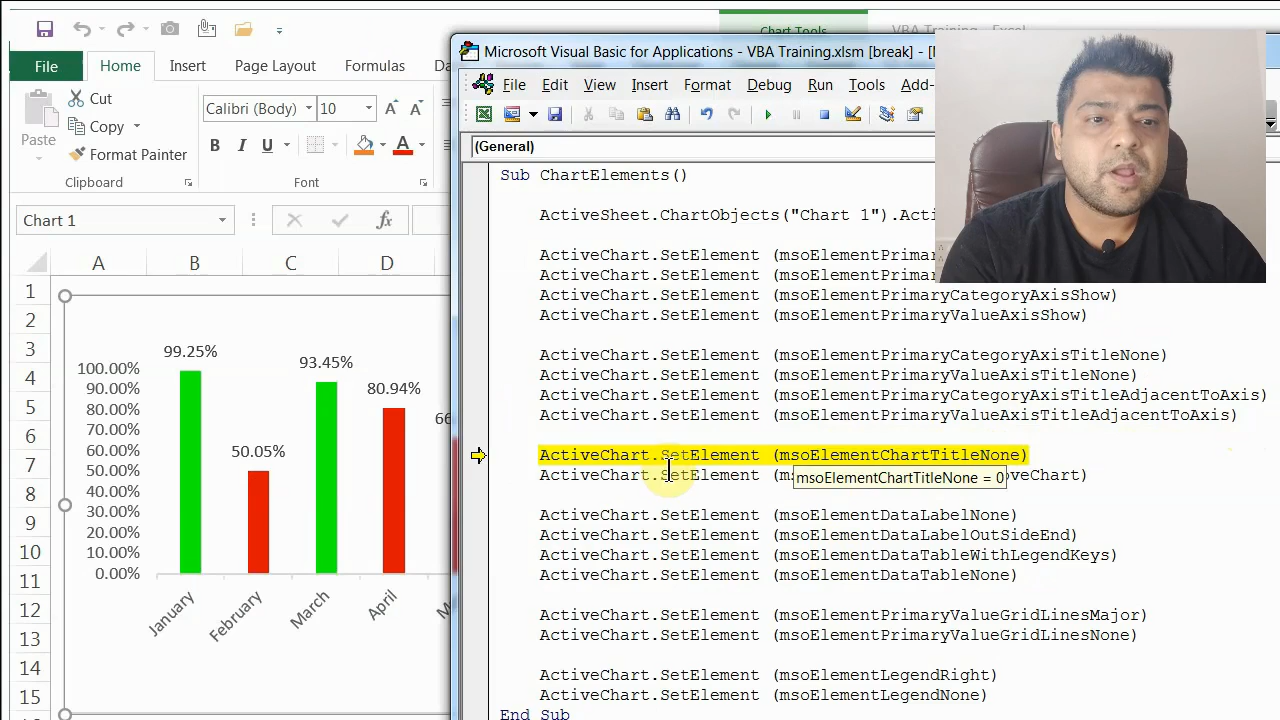 Chart Tools
VBA Training - Excel
Microsoft Visual Basic for Applications - VBA Training.xlsm [break] - [
File Home Insert Page Layout Formulas
File Edit View Insert Format Debug Run Tools Add-
Cut
Copy
Format Painter
Paste
Clipboard
Calibri (Body) 10
B I U
Font
(General)
Chart 1
fx
A B C D
1
2
3
4
5
6
7
8
9
10
11
12
13
14
15
99.25%
93.45%
80.94%
50.05%
66
100.00%
90.00%
80.00%
70.00%
60.00%
50.00%
40.00%
30.00%
20.00%
10.00%
0.00%
January February March April M
Sub ChartElements()
ActiveSheet.ChartObjects("Chart 1").Acti
ActiveChart.SetElement (msoElementPrimar
ActiveChart.SetElement (msoElementPrimar
ActiveChart.SetElement (msoElementPrimaryCategoryAxisShow)
ActiveChart.SetElement (msoElementPrimaryValueAxisShow)
ActiveChart.SetElement (msoElementPrimaryCategoryAxisTitleNone)
ActiveChart.SetElement (msoElementPrimaryValueAxisTitleNone)
ActiveChart.SetElement (msoElementPrimaryCategoryAxisTitleAdjacentToAxis)
ActiveChart.SetElement (msoElementPrimaryValueAxisTitleAdjacentToAxis)
ActiveChart.SetElement (msoElementChartTitleNone)
ActiveChart.SetElement (ms oveChart)
msoElementChartTitleNone = 0
ActiveChart.SetElement (msoElementDataLabelNone)
ActiveChart.SetElement (msoElementDataLabelOutSideEnd)
ActiveChart.SetElement (msoElementDataTableWithLegendKeys)
ActiveChart.SetElement (msoElementDataTableNone)
ActiveChart.SetElement (msoElementPrimaryValueGridLinesMajor)
ActiveChart.SetElement (msoElementPrimaryValueGridLinesNone)
ActiveChart.SetElement (msoElementLegendRight)
ActiveChart.SetElement (msoElementLegendNone)
End Sub